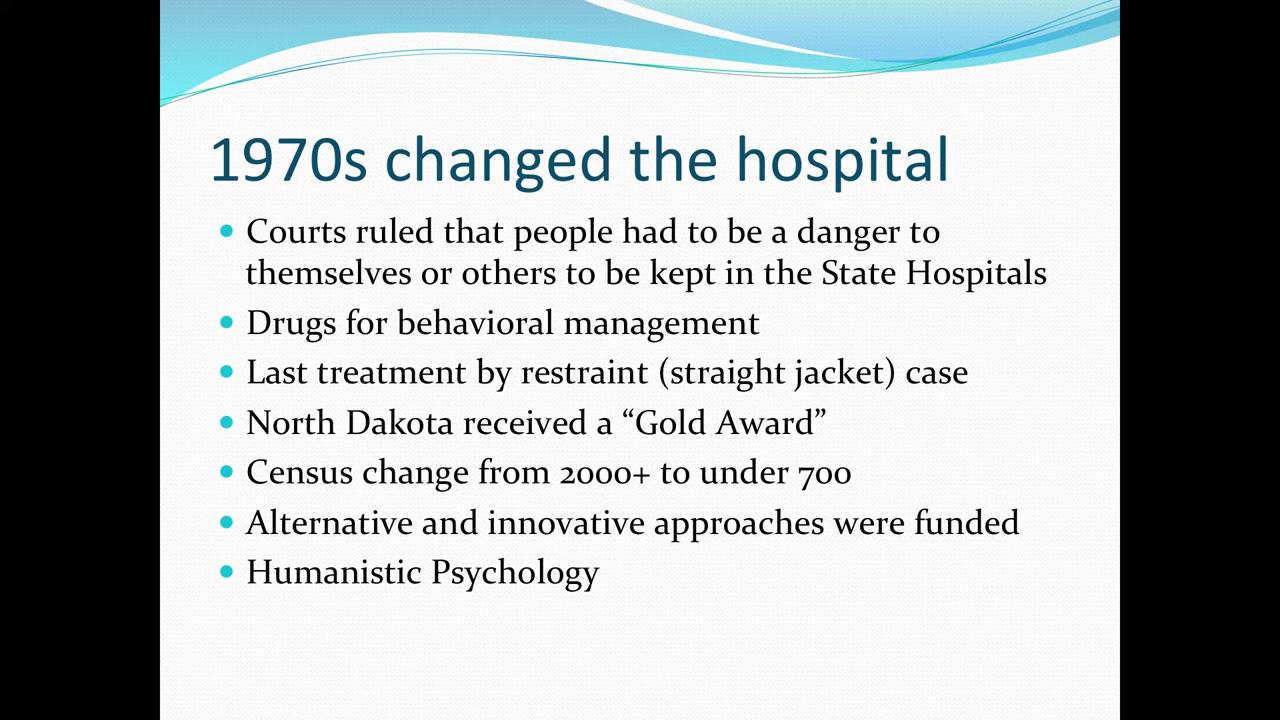 1970s changed the hospital
• Courts ruled that people had to be a danger to
themselves or others to be kept in the State Hospitals
• Drugs for behavioral management
• Last treatment by restraint (straight jacket) case
• North Dakota received a “Gold Award”
• Census change from 2000+ to under 700
• Alternative and innovative approaches were funded
• Humanistic Psychology